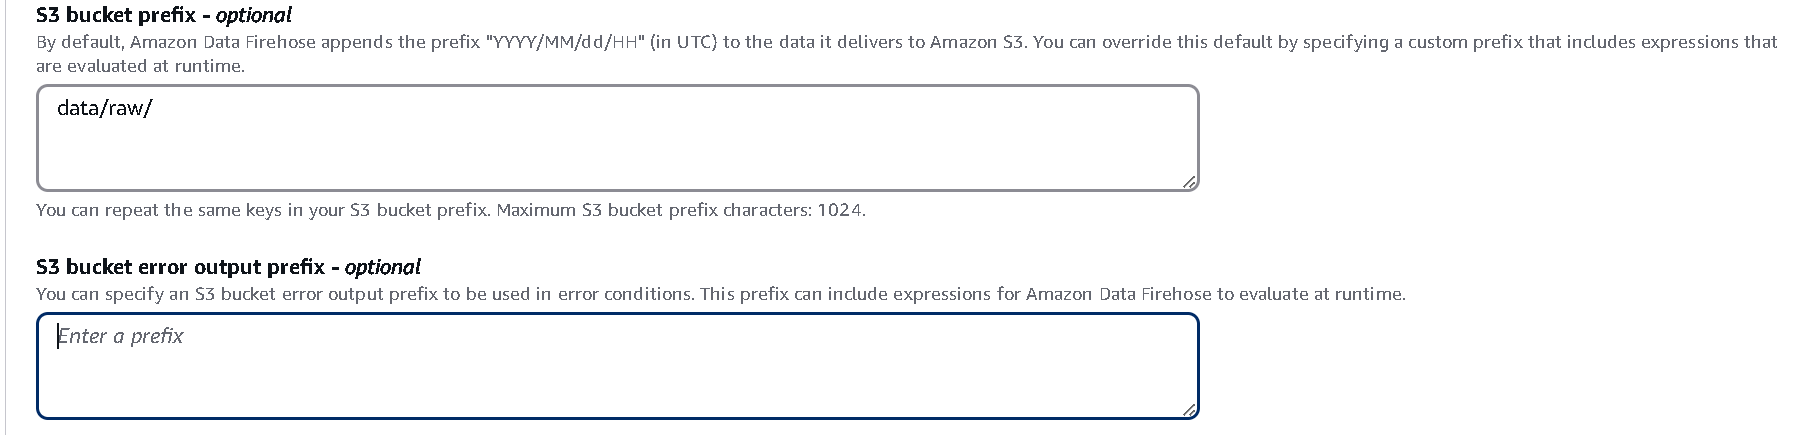 S3 bucket prefix - optional
By default, Amazon Data Firehose appends the prefix "YYYY/MM/dd/HH" (in UTC) to the data it delivers to Amazon S3. You can override this default by specifying a custom prefix that includes expressions that
are evaluated at runtime.
data/raw/
You can repeat the same keys in your S3 bucket prefix. Maximum S3 bucket prefix characters: 1024.
S3 bucket error output prefix - optional
You can specify an S3 bucket error output prefix to be used in error conditions. This prefix can include expressions for Amazon Data Firehose to evaluate at runtime.
Enter a prefix